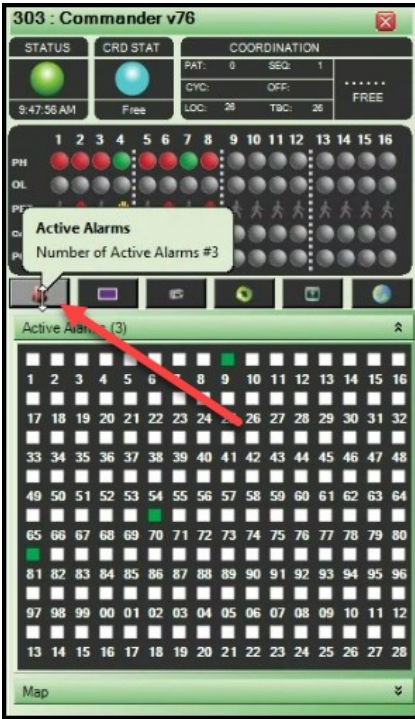 303 : Commander v76
STATUS CRD STAT COORDINATION
PAT: 0 SEQ: 1
CYC: OFF: ......
FREE
9:47:56 AM Free LOC: 26 TBC: 26
1 2 3 4 5 6 7 8 9 10 11 12 13 14 15 16
PH
OL
Active Alarms
Number of Active Alarms #3
Active Alarms (3)
1 2 3 4 5 6 7 8 9 10 11 12 13 14 15 16
17 18 19 20 21 22 23 24 25 26 27 28 29 30 31 32
33 34 35 36 37 38 39 40 41 42 43 44 45 46 47 48
49 50 51 52 53 54 55 56 57 58 59 60 61 62 63 64
65 66 67 68 69 70 71 72 73 74 75 76 77 78 79 80
81 82 83 84 85 86 87 88 89 90 91 92 93 94 95 96
97 98 99 00 01 02 03 04 05 06 07 08 09 10 11 12
13 14 15 16 17 18 19 20 21 22 23 24 25 26 27 28
Map